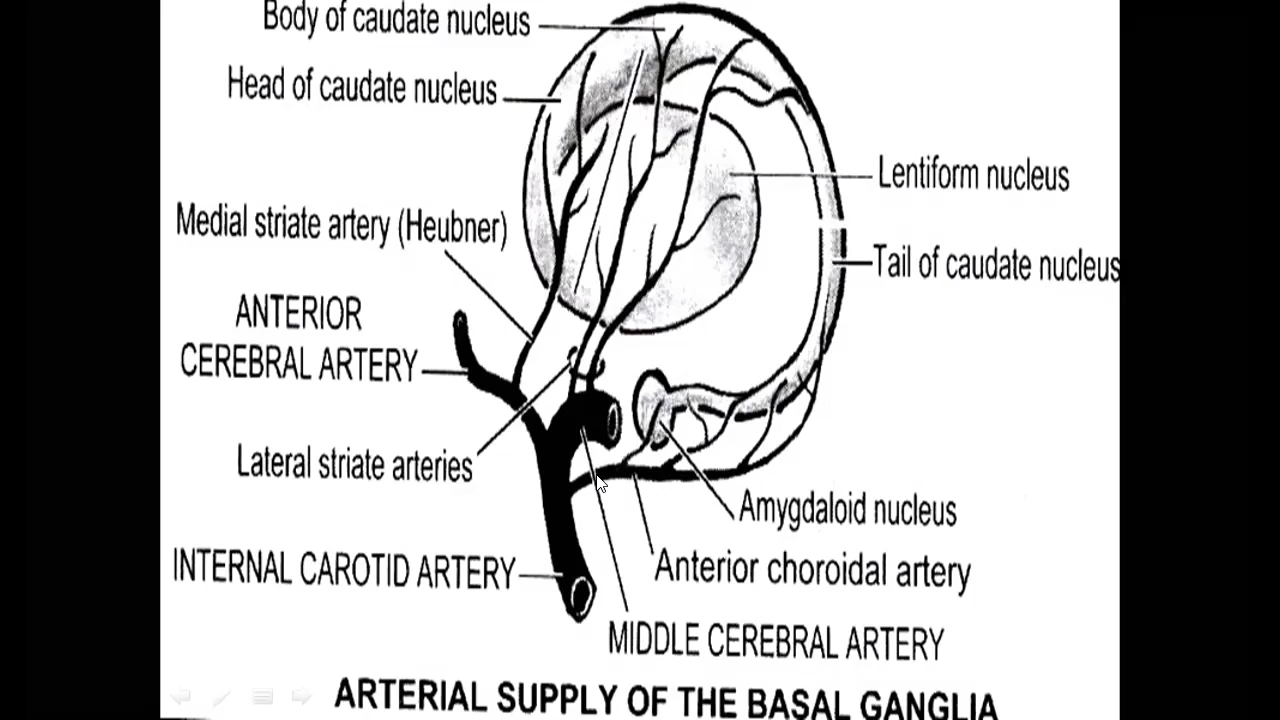 Body of caudate nucleus
Head of caudate nucleus
Lentiform nucleus
Medial striate artery (Heubner)
Tail of caudate nucleus
ANTERIOR
CEREBRAL ARTERY
Lateral striate arteries
Amygdaloid nucleus
INTERNAL CAROTID ARTERY
Anterior choroidal artery
MIDDLE CEREBRAL ARTERY
ARTERIAL SUPPLY OF THE BASAL GANGLIA